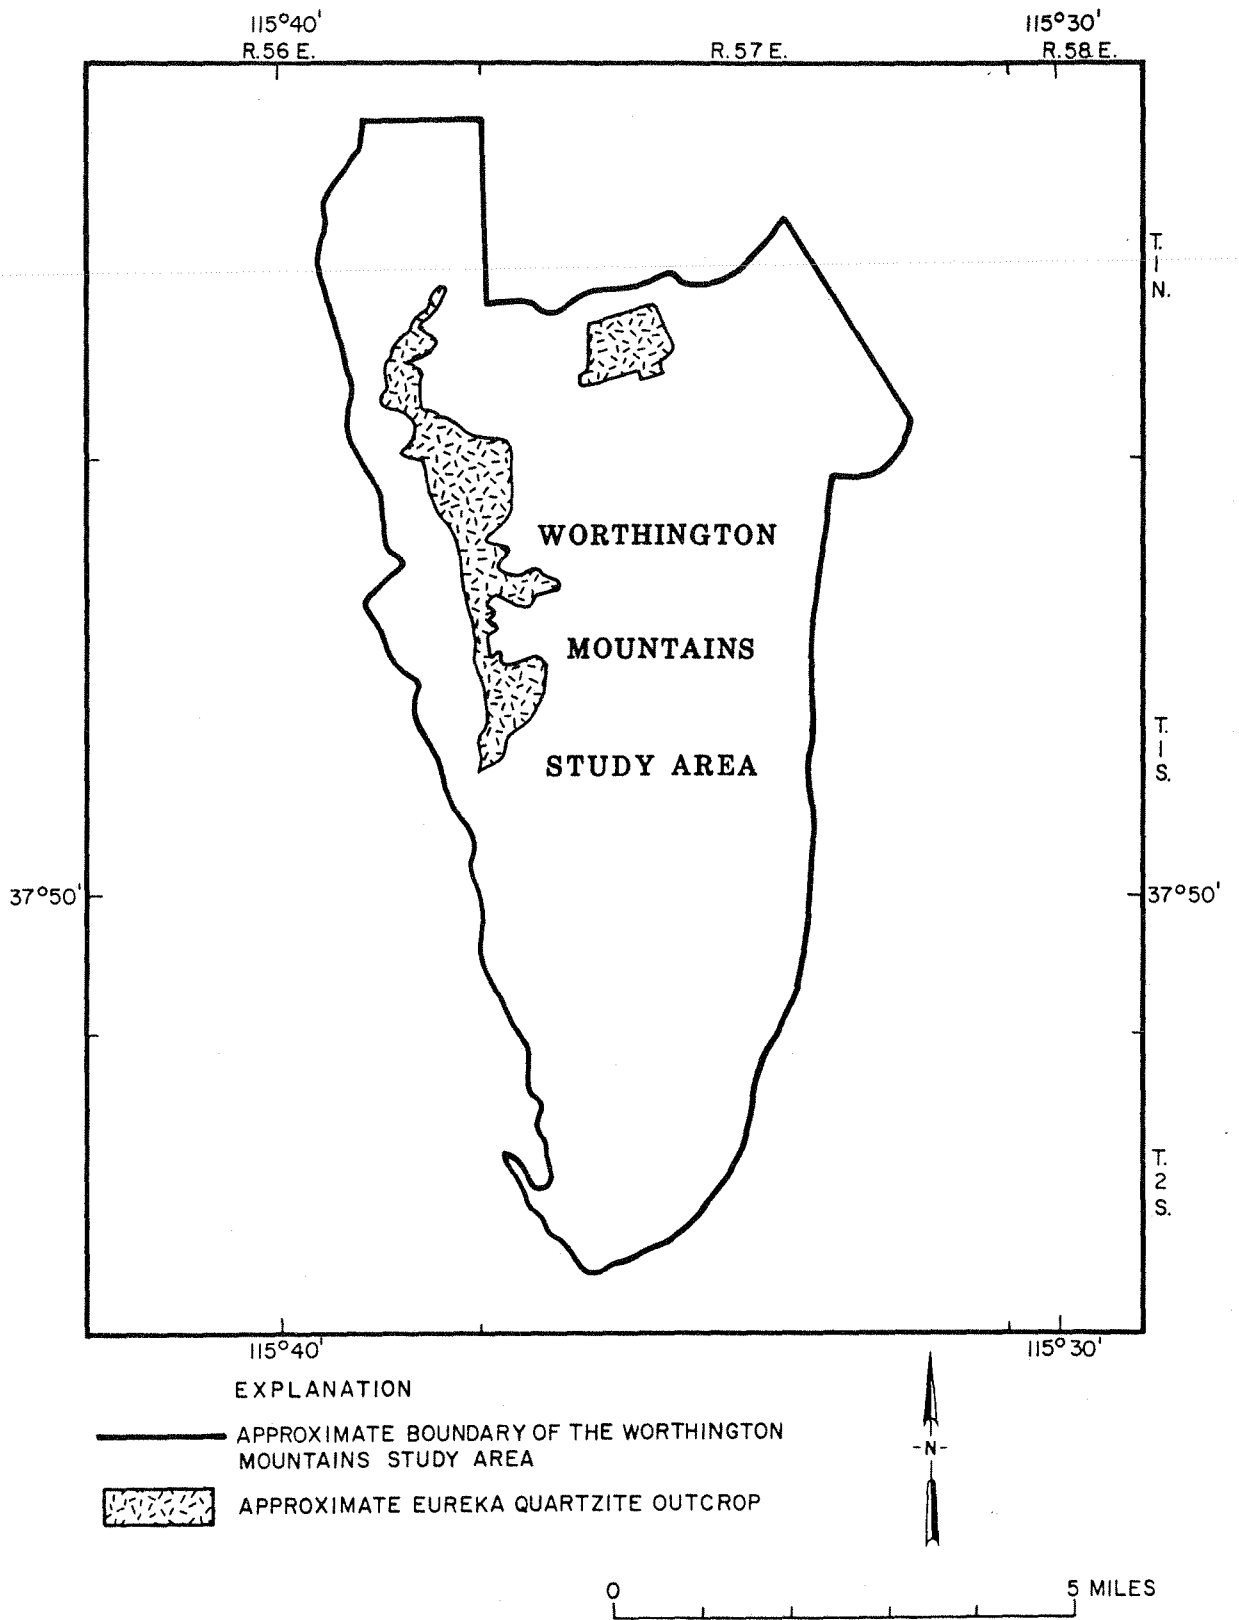 115°40' 115°30'
R.56 E. R.57 E. R.58 E.
T.
1
N.
WORTHINGTON
MOUNTAINS
STUDY AREA
T.
1
S.
37°50' 37°50'
T.
2
S.
115°40' 115°30'
EXPLANATION
APPROXIMATE BOUNDARY OF THE WORTHINGTON
MOUNTAINS STUDY AREA
-N-
APPROXIMATE EUREKA QUARTZITE OUTCROP
0 5 MILES